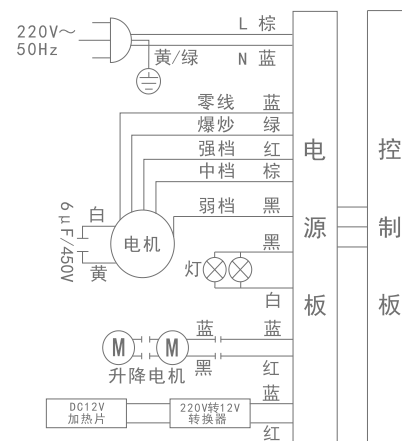 220V～
50Hz
L 棕
黄/绿
N 蓝
零线 蓝
爆炒 绿
强档 红
中档 棕
弱档 黑
白
6μF/450V
黄
电机
黑
灯
白
蓝 蓝
M M
升降电机 黑 红
DC12V
加热片
220V转12V
转换器
蓝
红
电源板
控制板